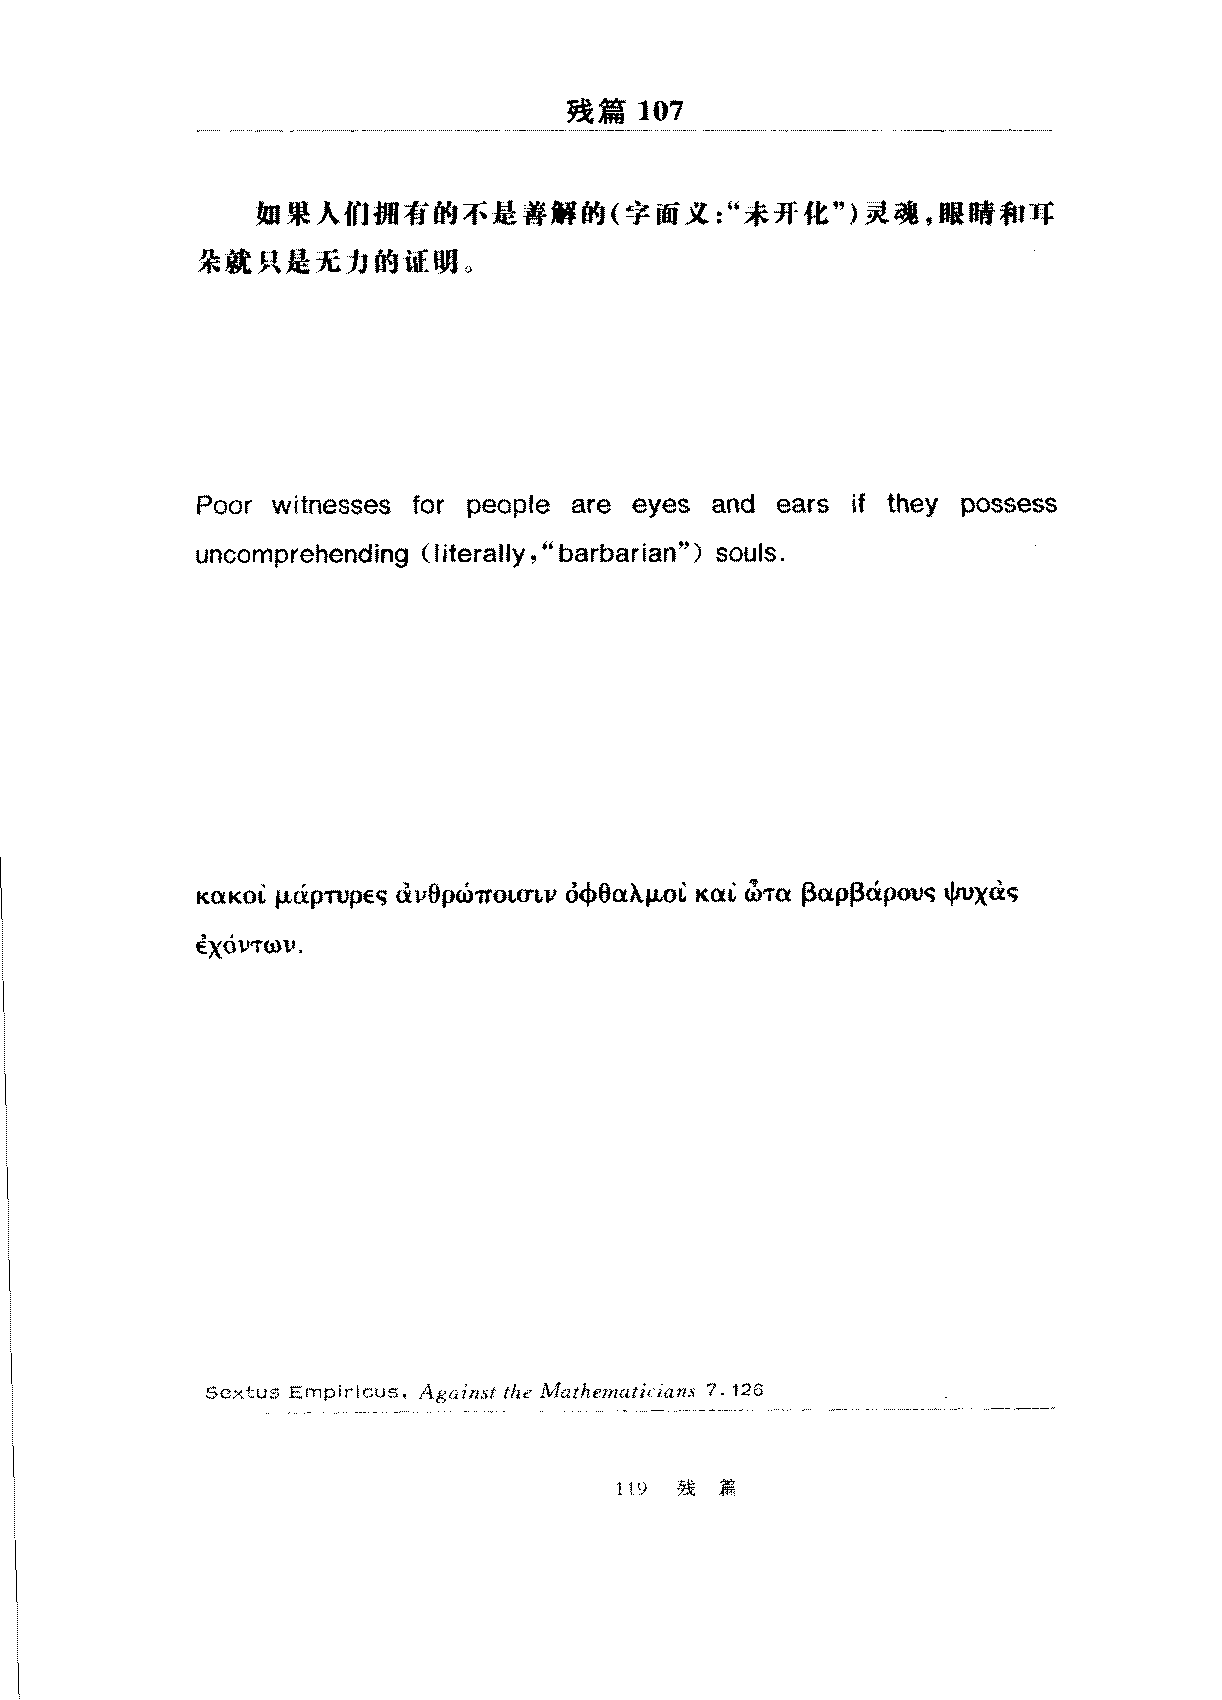 残篇 107
如果人们拥有的不是善解的(字面义:“未开化”)灵魂,眼睛和耳
朵就只是无力的证明。
Poor witnesses for people are eyes and ears if they possess
uncomprehending (literally,“barbarian”) souls.
κακοὶ μάρτυρες ἀνθρώποισιν ὀφθαλμοὶ καὶ ὦτα βαρβάρους ψυχὰς
ἐχόντων.
Sextus Empiricus, Against the Mathematicians 7.126
119 残 篇